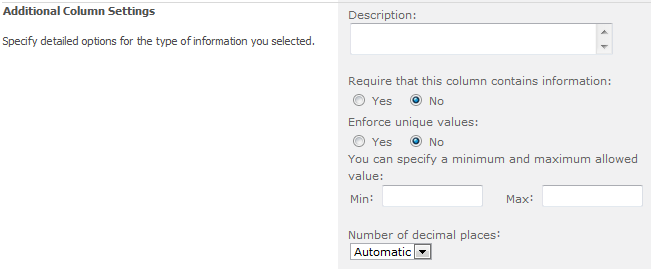 Additional Column Settings
Specify detailed options for the type of information you selected.
Description:
Require that this column contains information:
Yes No
Enforce unique values:
Yes No
You can specify a minimum and maximum allowed
value:
Min: Max:
Number of decimal places:
Automatic